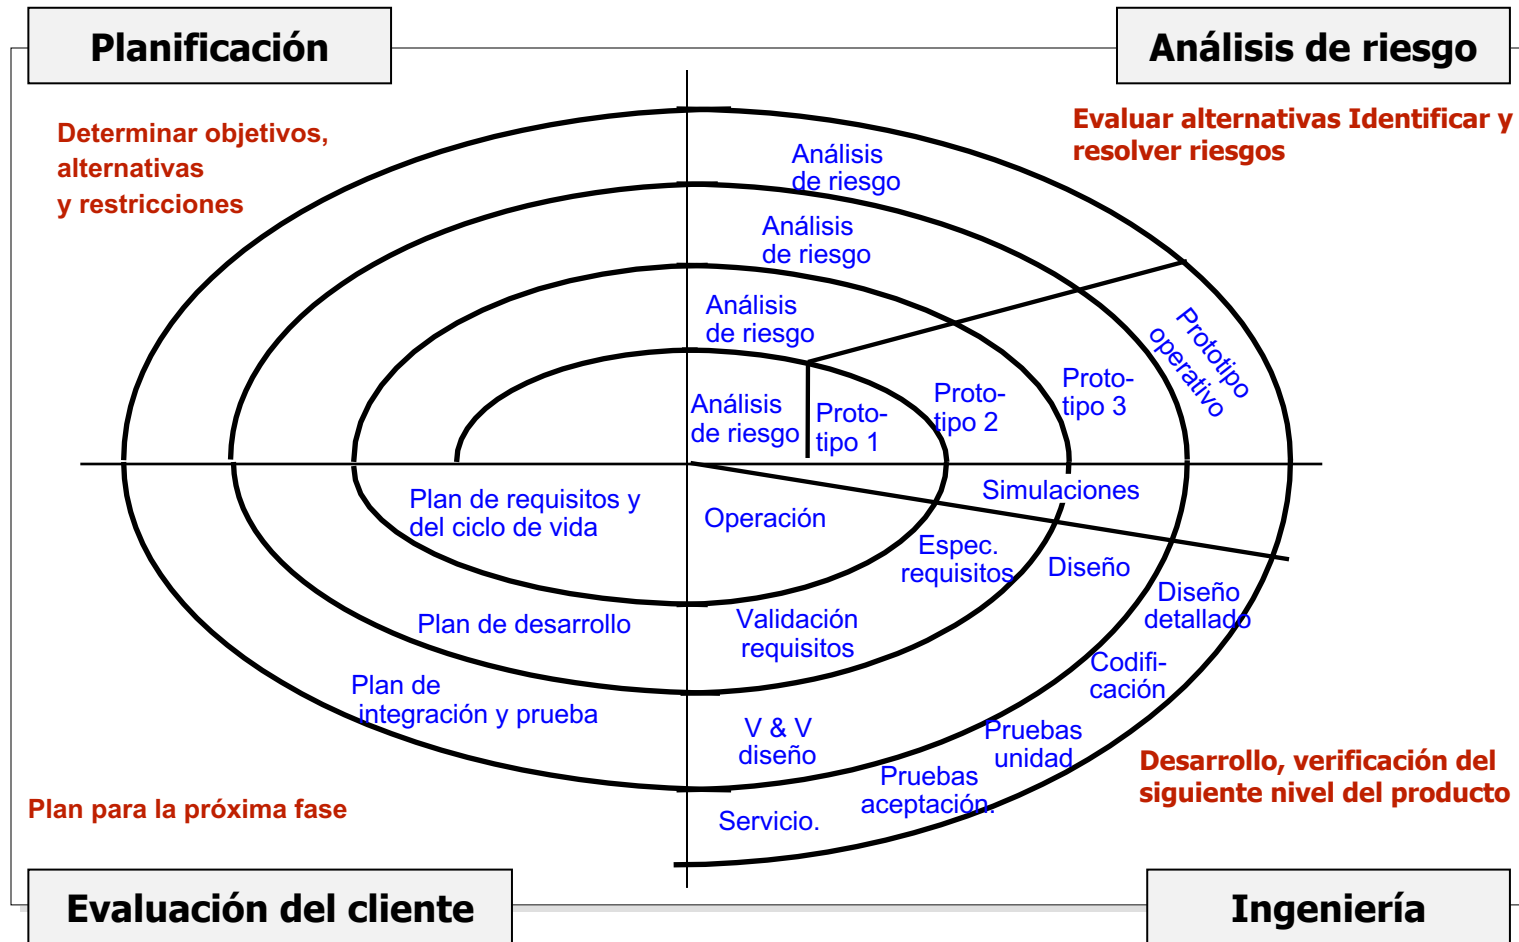 Planificación
Análisis de riesgo
Determinar objetivos,
alternativas
y restricciones
Evaluar alternativas Identificar y
resolver riesgos
Análisis
de riesgo
Análisis
de riesgo
Análisis
de riesgo
Análisis
de riesgo
Proto-
tipo 1
Proto-
tipo 2
Proto-
tipo 3
Prototipo
operativo
Plan de requisitos y
del ciclo de vida
Operación
Simulaciones
Espec.
requisitos
Diseño
Diseño
detallado
Plan de desarrollo
Validación
requisitos
Codifi-
cación
Plan de
integración y prueba
V & V
diseño
Pruebas
unidad
Pruebas
aceptación.
Servicio.
Desarrollo, verificación del
siguiente nivel del producto
Plan para la próxima fase
Evaluación del cliente
Ingeniería